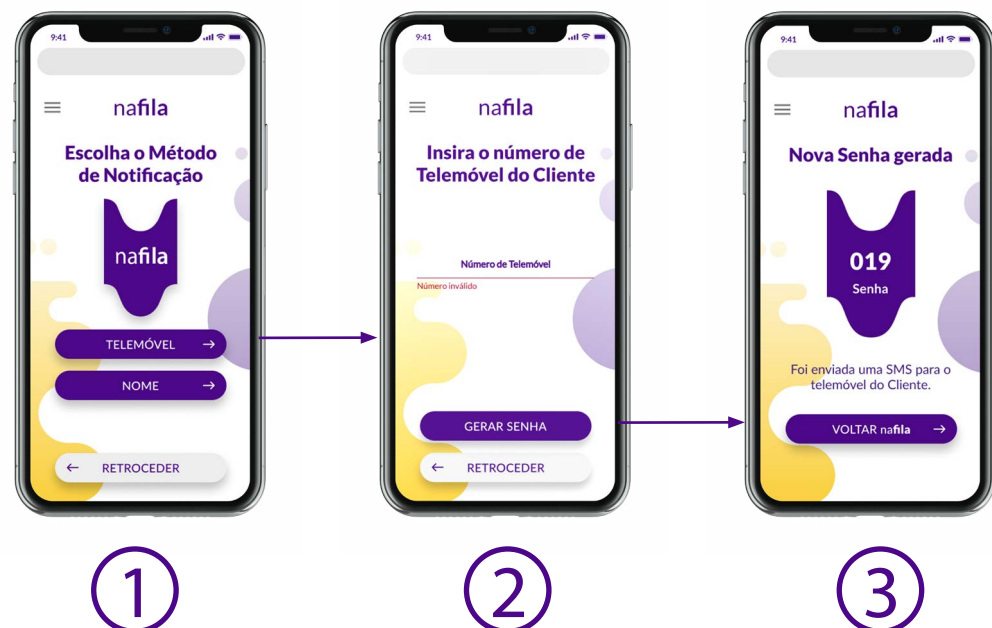 9:41
nafila
Escolha o Método
de Notificação
nafila
TELEMÓVEL →
NOME →
← RETROCEDER
1
9:41
nafila
Insira o número de
Telemóvel do Cliente
Número de Telemóvel
Número inválido
GERAR SENHA
← RETROCEDER
2
9:41
nafila
Nova Senha gerada
019
Senha
Foi enviada uma SMS para o
telemóvel do Cliente.
VOLTAR nafila →
3